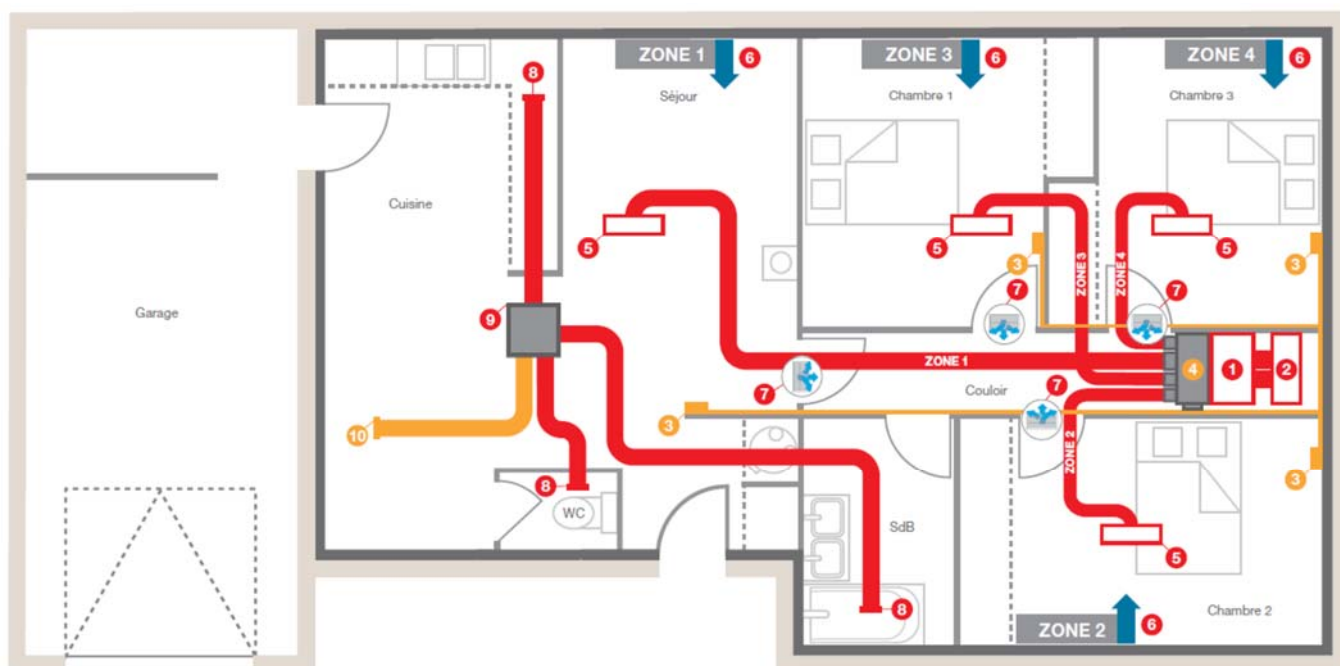 ZONE 1
6
ZONE 3
6
ZONE 4
6
8
Séjour
Chambre 1
Chambre 3
Cuisine
5
5
5
3
3
ZONE 3
ZONE 4
7
7
Garage
9
ZONE 1
4
1
2
7
Couloir
7
3
10
ZONE 2
3
8
WC
SdB
5
8
Chambre 2
ZONE 2
6